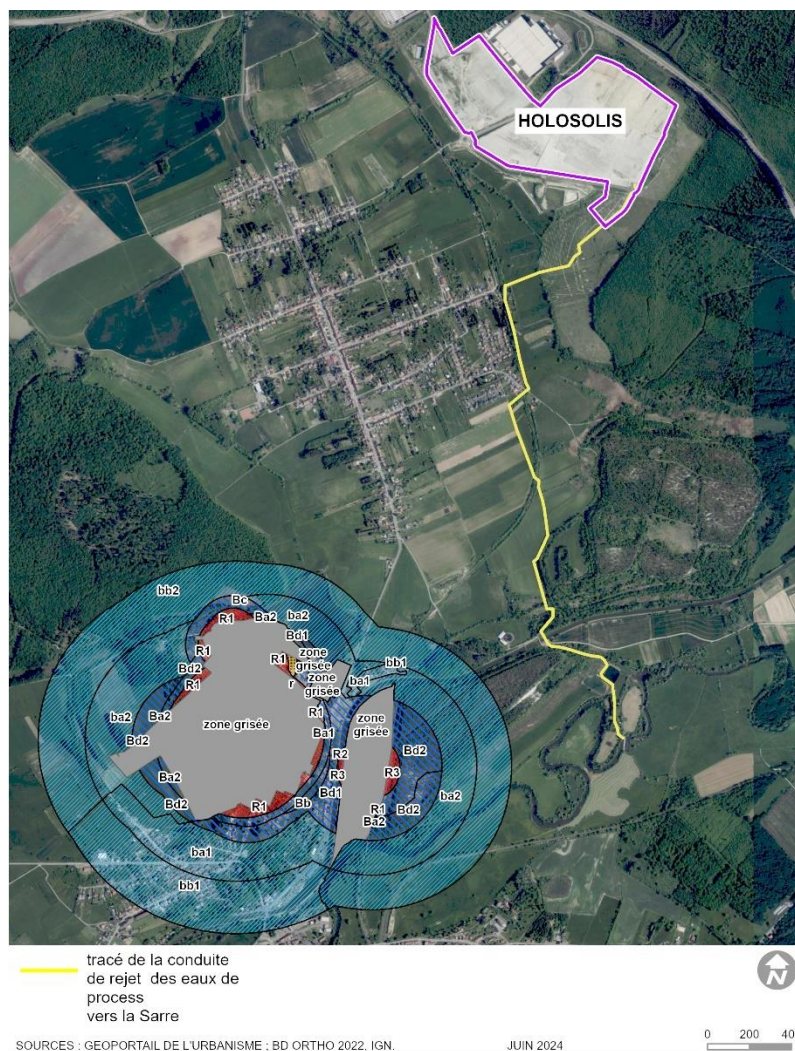 HOLOSOLIS
bb2
Bc
R1
Ba2
ba2
Bd1
R1
zone
grisée
R1
bb1
Bd2
zone
grisée
ba1
R1
r
ba2
Ba2
zone grisée
R1
zone
grisée
Bd2
Ba1
R2
Bd2
Ba2
R3
R3
ba2
Bd2
R1
Bb
Bd1
R1
Bd2
Ba2
ba1
bb1
tracé de la conduite
de rejet des eaux de
process
vers la Sarre
N
SOURCES : GEOPORTAIL DE L'URBANISME ; BD ORTHO 2022, IGN.
JUIN 2024
0 200 40